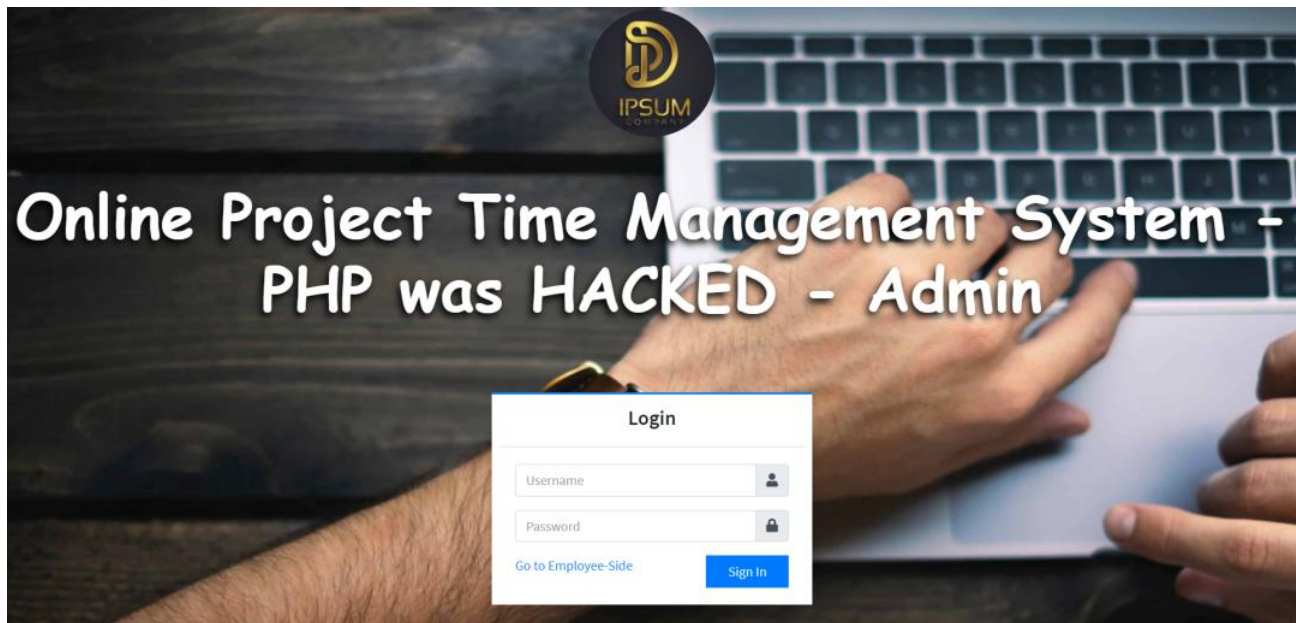 IPSUM
COMPANY
Online Project Time Management System -
PHP was HACKED - Admin
Login
Username
Password
Go to Employee-Side
Sign In